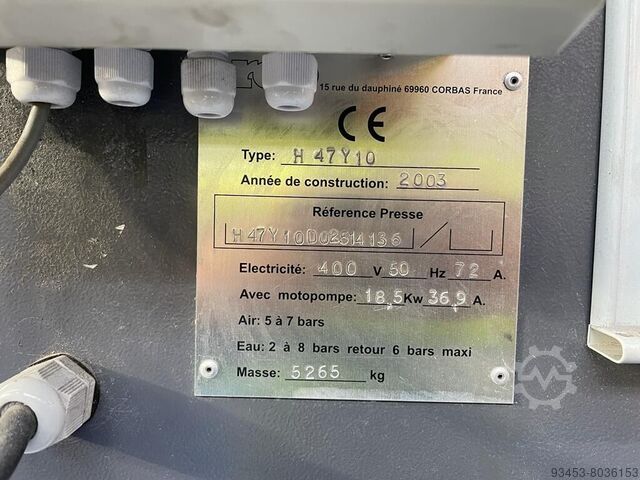 15 rue du dauphiné 69960 CORBAS France
CE
Type: H 47Y10
Année de construction: 2003
Réference Presse
H 47Y10D02514136 /
Electricité: 400 V 50 Hz 72 A.
Avec motopompe: 18,5 Kw 36,9 A.
Air: 5 à 7 bars
Eau: 2 à 8 bars retour 6 bars maxi
Masse: 5265 kg
93453-8036153